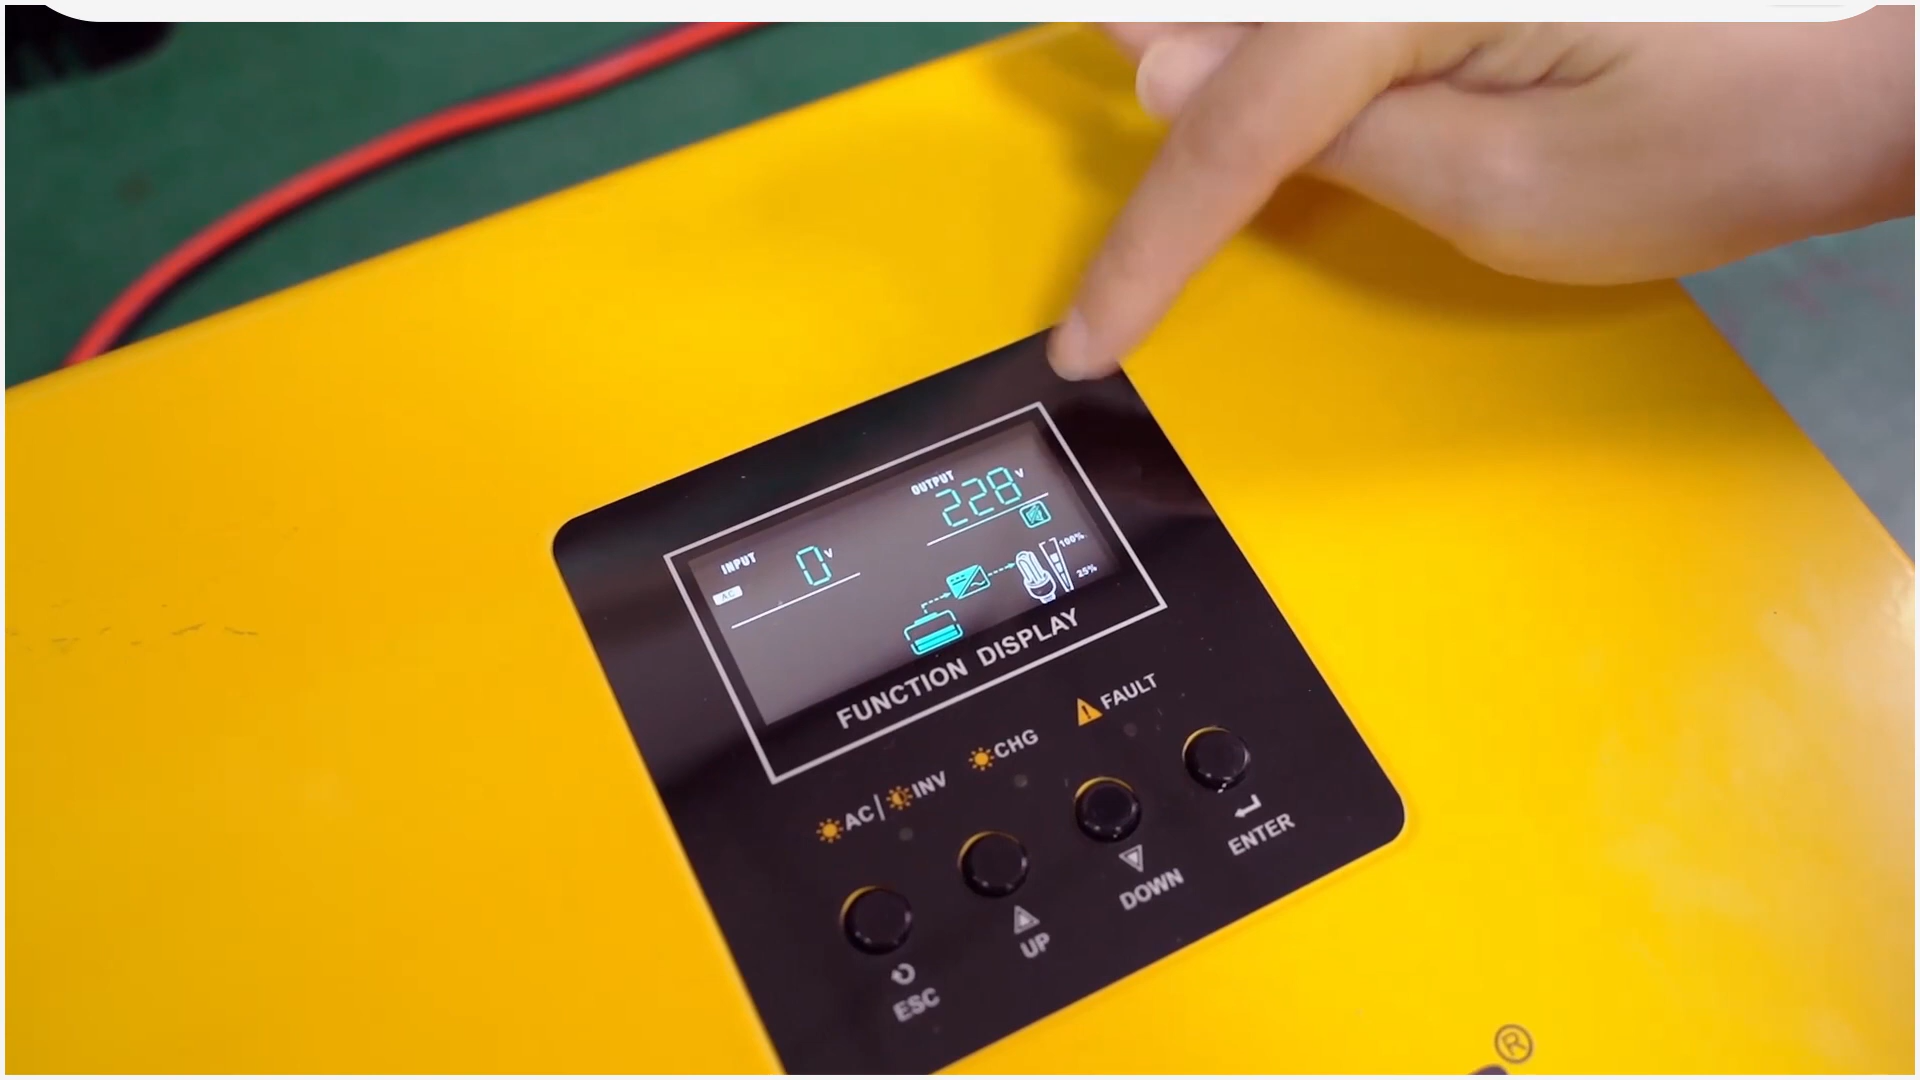 OUTPUT
228 V
INPUT
0 V
AC
100%
25%
FUNCTION DISPLAY
AC | INV
CHG
FAULT
ESC
UP
DOWN
ENTER
®